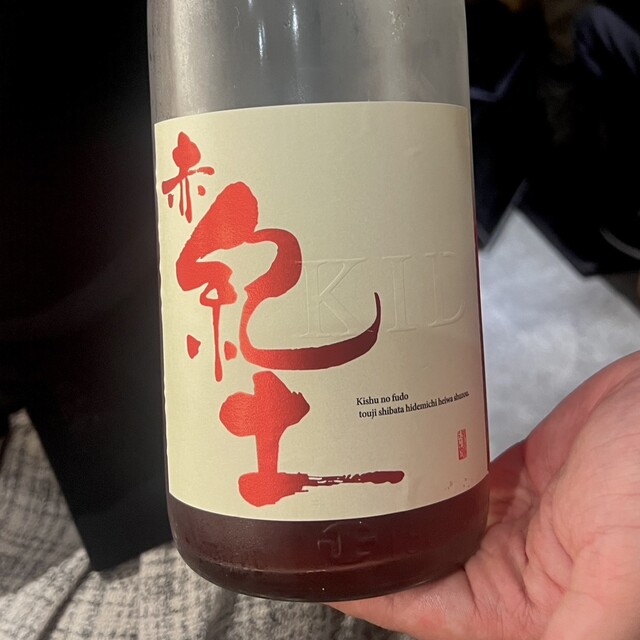 赤
紀土
KID
Kishu no fudo
touji shibata hidemichi heiwa shuzou